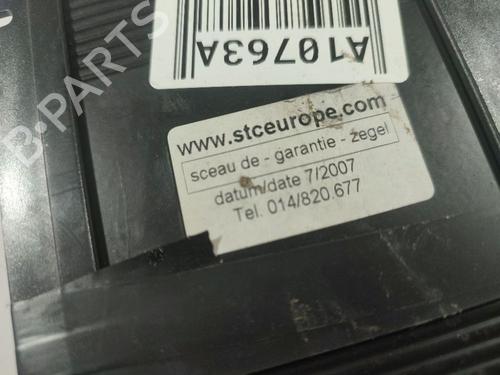 A10763A
www.stceurope.com
sceau de - garantie - zegel
datum/date 7/2007
Tel. 014/820.677
B-PARTS